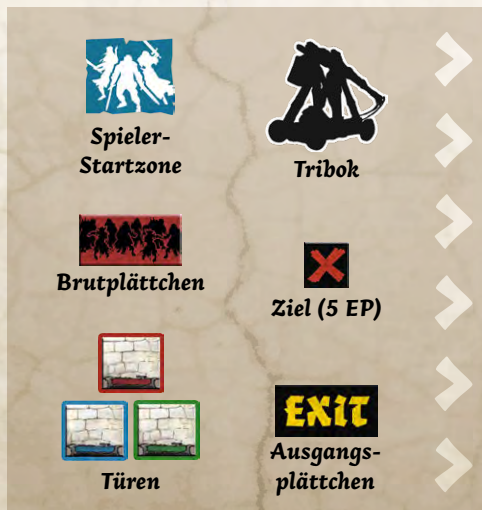 Spieler-
Startzone
Tribok
Brutplättchen
Ziel (5 EP)
Türen
EXIT
Ausgangs-
plättchen